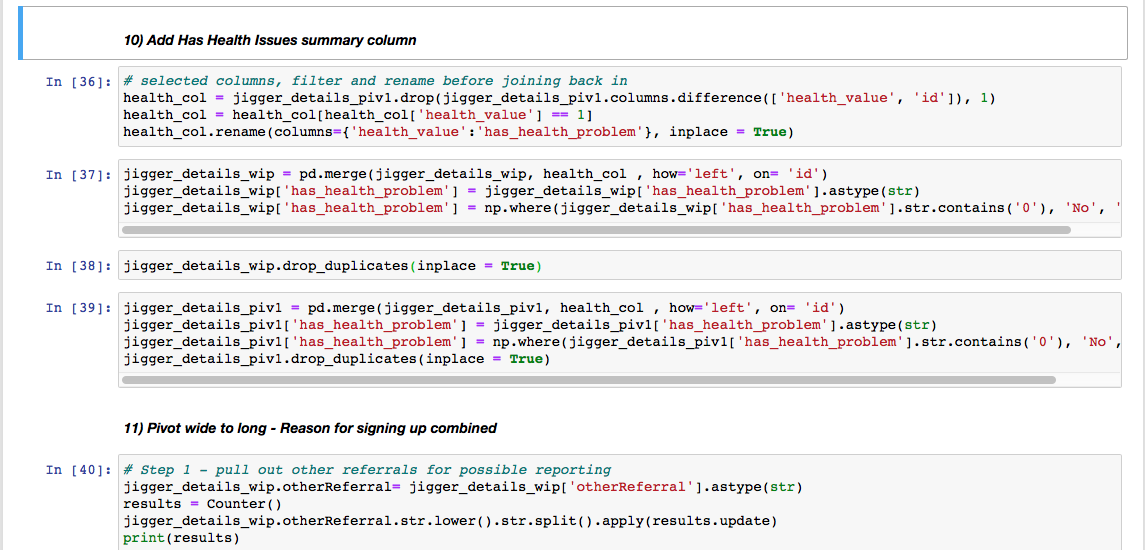 10) Add Has Health Issues summary column
In [36]: # selected columns, filter and rename before joining back in
health_col = jigger_details_piv1.drop(jigger_details_piv1.columns.difference(['health_value', 'id']), 1)
health_col = health_col[health_col['health_value'] == 1]
health_col.rename(columns={'health_value':'has_health_problem'}, inplace = True)
In [37]: jigger_details_wip = pd.merge(jigger_details_wip, health_col , how='left', on= 'id')
jigger_details_wip['has_health_problem'] = jigger_details_wip['has_health_problem'].astype(str)
jigger_details_wip['has_health_problem'] = np.where(jigger_details_wip['has_health_problem'].str.contains('0'), 'No', '
In [38]: jigger_details_wip.drop_duplicates(inplace = True)
In [39]: jigger_details_piv1 = pd.merge(jigger_details_piv1, health_col , how='left', on= 'id')
jigger_details_piv1['has_health_problem'] = jigger_details_piv1['has_health_problem'].astype(str)
jigger_details_piv1['has_health_problem'] = np.where(jigger_details_piv1['has_health_problem'].str.contains('0'), 'No',
jigger_details_piv1.drop_duplicates(inplace = True)
11) Pivot wide to long - Reason for signing up combined
In [40]: # Step 1 - pull out other referrals for possible reporting
jigger_details_wip.otherReferral= jigger_details_wip['otherReferral'].astype(str)
results = Counter()
jigger_details_wip.otherReferral.str.lower().str.split().apply(results.update)
print(results)